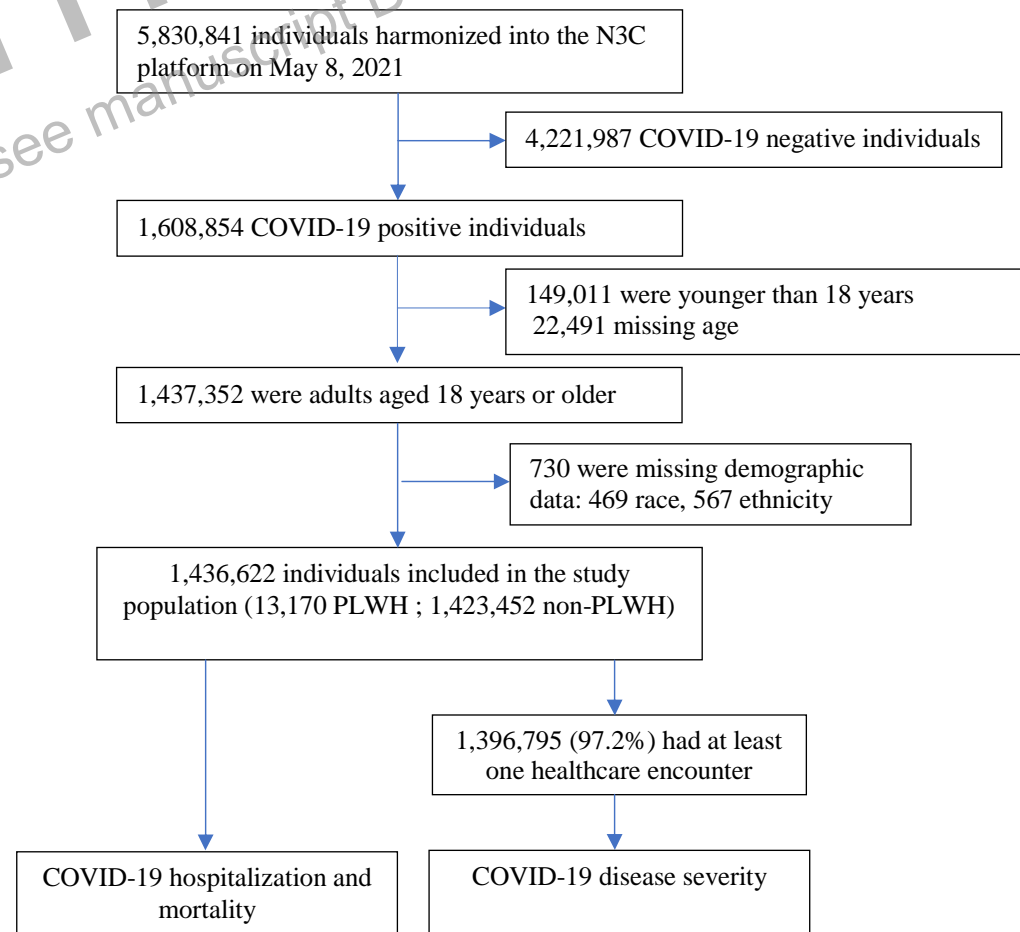 5,830,841 individuals harmonized into the N3C
platform on May 8, 2021
see manuscript
4,221,987 COVID-19 negative individuals
1,608,854 COVID-19 positive individuals
149,011 were younger than 18 years
22,491 missing age
1,437,352 were adults aged 18 years or older
730 were missing demographic
data: 469 race, 567 ethnicity
1,436,622 individuals included in the study
population (13,170 PLWH ; 1,423,452 non-PLWH)
1,396,795 (97.2%) had at least
one healthcare encounter
COVID-19 hospitalization and
mortality
COVID-19 disease severity